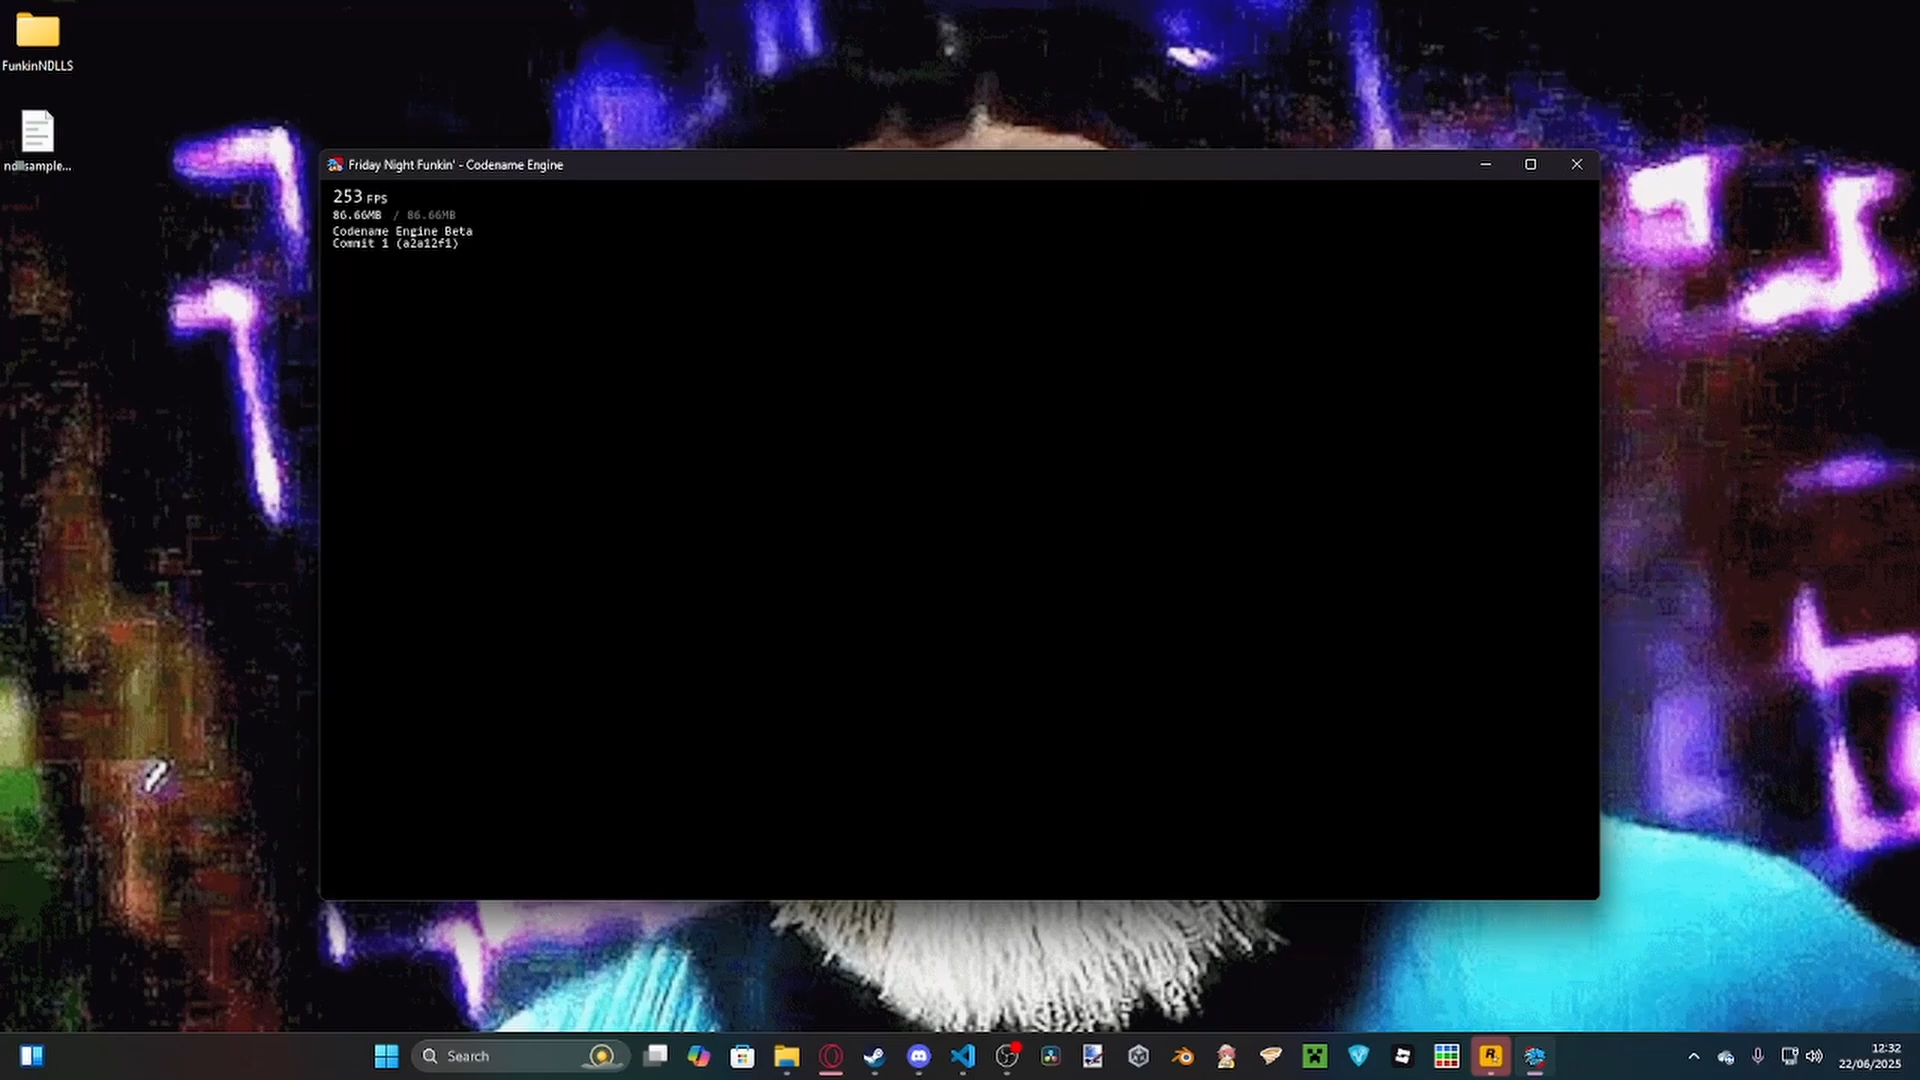 FunkinNDLLS
ndllsample...
Friday Night Funkin' - Codename Engine
253 FPS
86.66MB / 86.66MB
Codename Engine Beta
Commit 1 (a2a12f1)
Search
12:32
22/06/2025